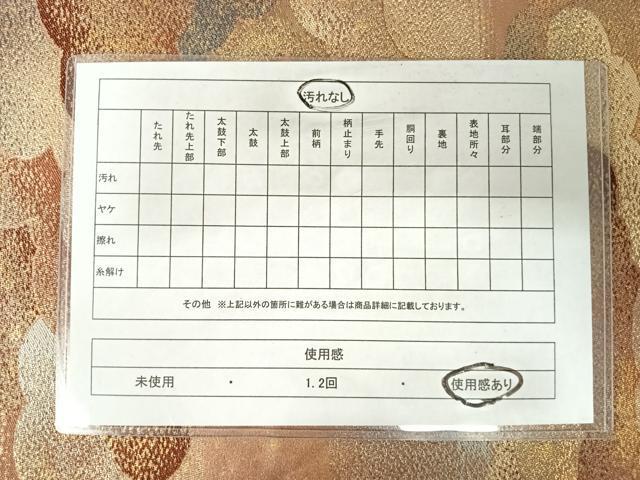 汚れなし
たれ先 たれ先上部 太鼓下部 太鼓 太鼓上部 前柄 柄止まり 手先 胴回り 裏地 表地所々 耳部分 端部分
汚れ
ヤケ
擦れ
糸解け
その他 ※上記以外の箇所に難がある場合は商品詳細に記載しております。
使用感
未使用 ・ 1.2回 ・ 使用感あり